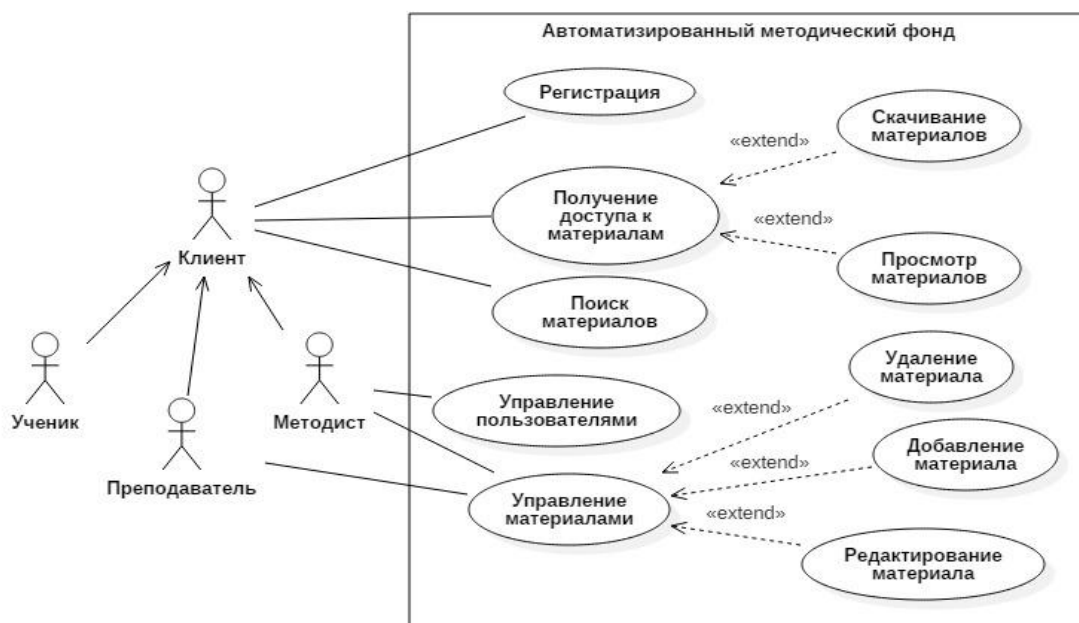 Автоматизированный методический фонд
Регистрация
Скачивание
материалов
«extend»
Получение
доступа к
материалам
«extend»
Просмотр
материалов
Клиент
Поиск
материалов
Удаление
материала
Ученик
Методист
Управление
пользователями
«extend»
Добавление
материала
«extend»
Преподаватель
Управление
материалами
«extend»
Редактирование
материала